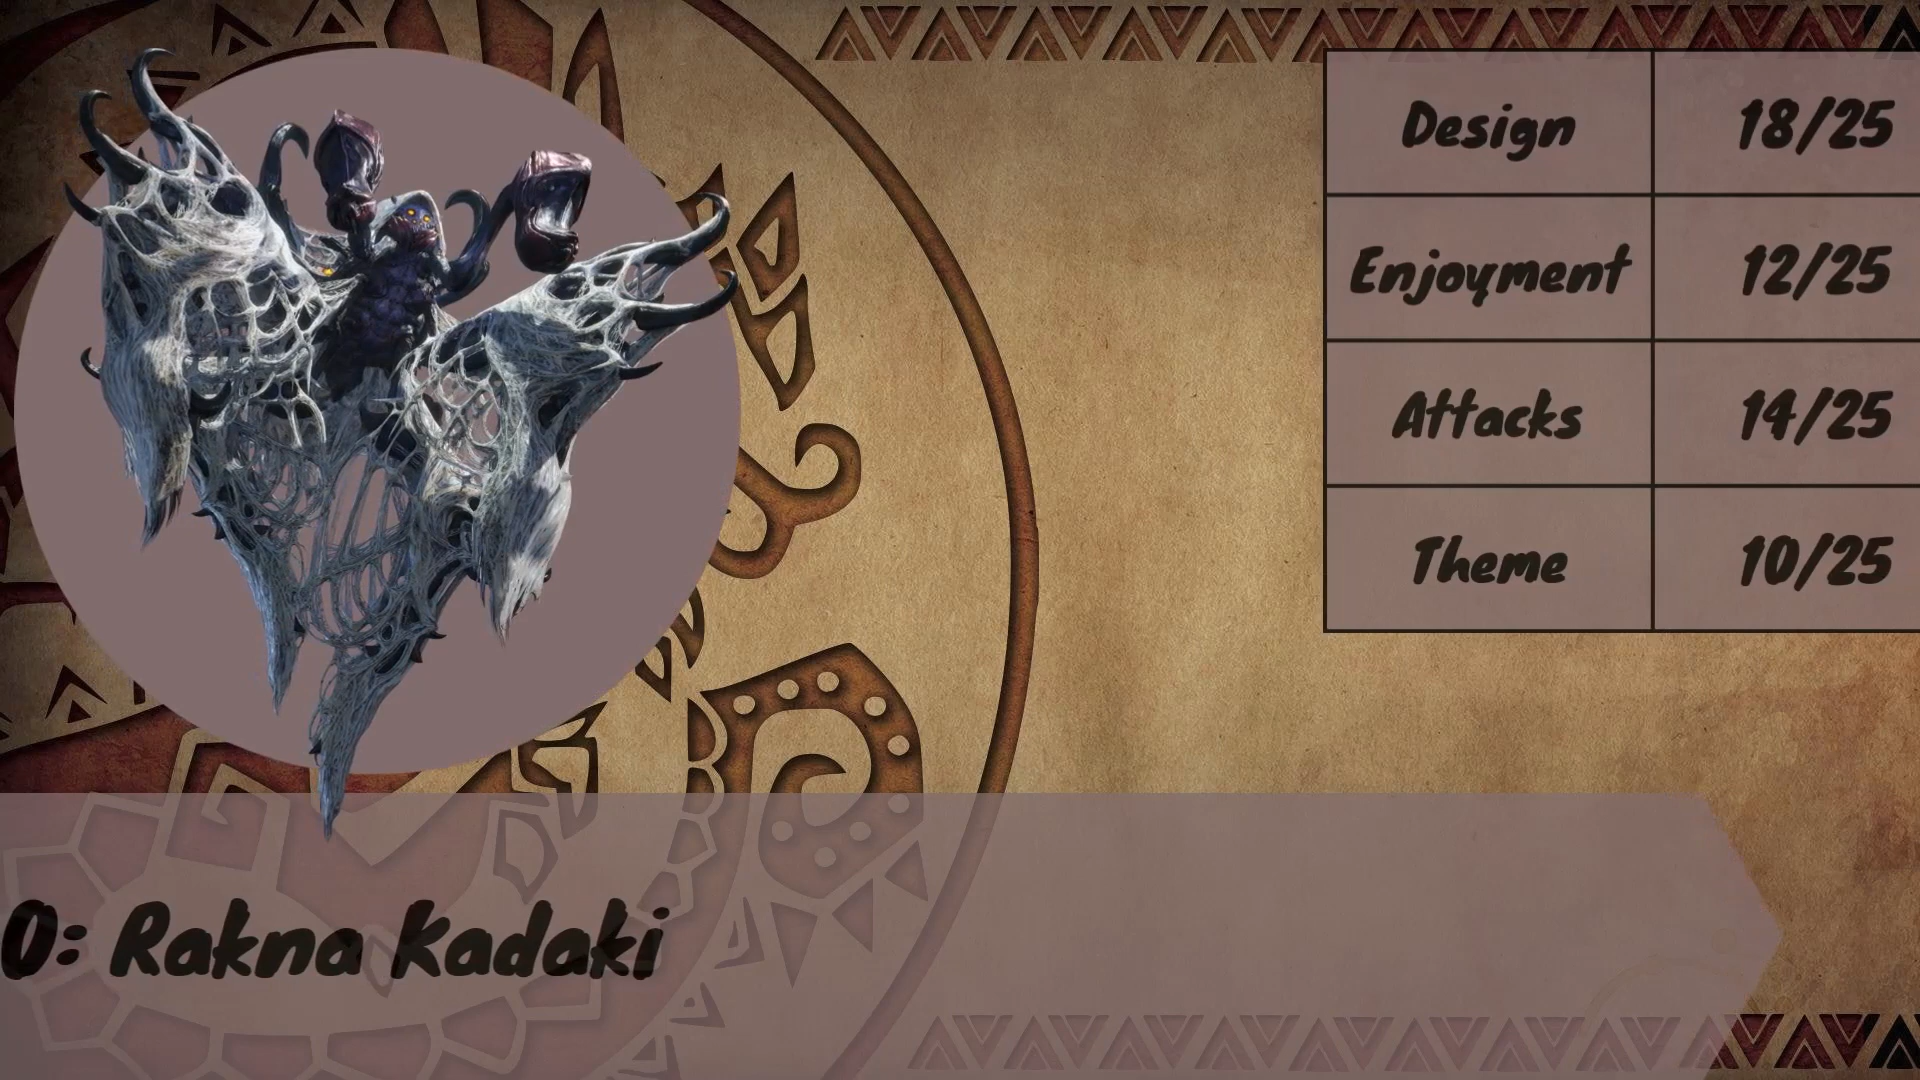 Design 18/25
Enjoyment 12/25
Attacks 14/25
Theme 10/25
0: Rakna Kadaki